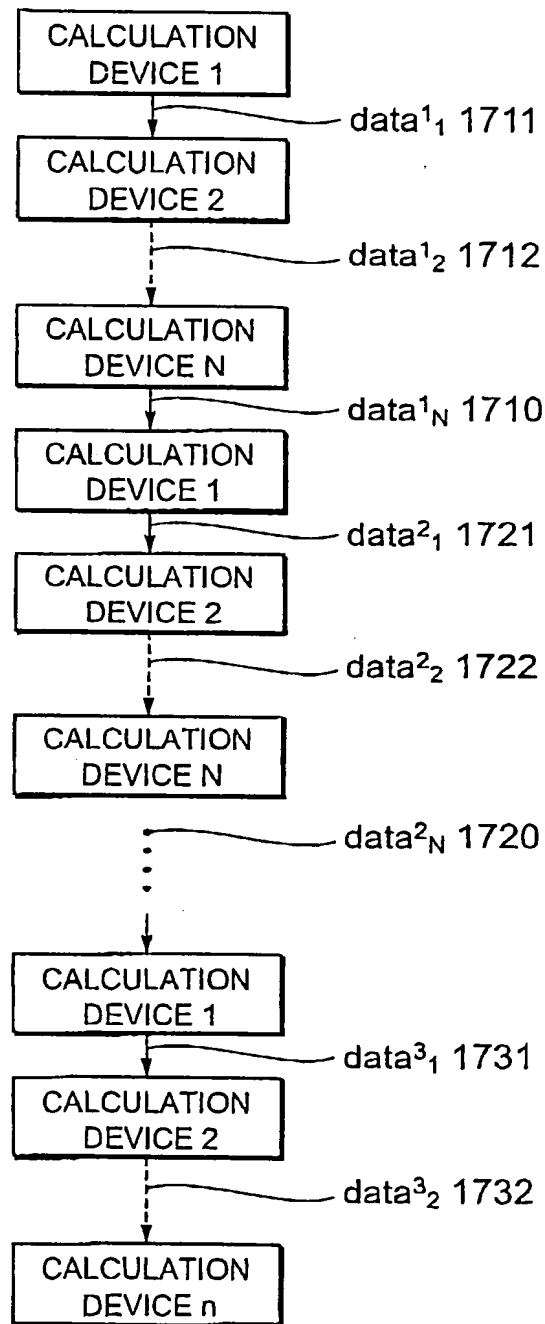 CALCULATION
DEVICE 1
data¹₁ 1711
CALCULATION
DEVICE 2
data¹₂ 1712
CALCULATION
DEVICE N
data¹N 1710
CALCULATION
DEVICE 1
data²₁ 1721
CALCULATION
DEVICE 2
data²₂ 1722
CALCULATION
DEVICE N
data²N 1720
CALCULATION
DEVICE 1
data³₁ 1731
CALCULATION
DEVICE 2
data³₂ 1732
CALCULATION
DEVICE n